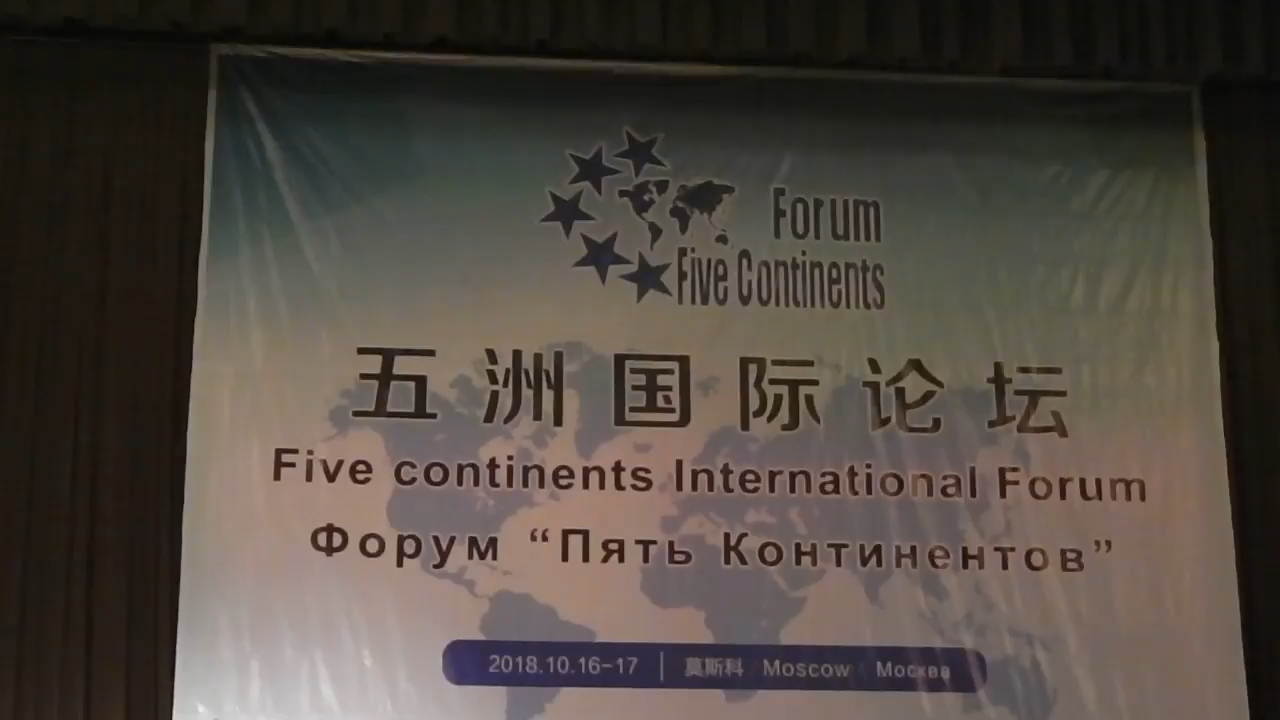 Forum
Five Continents
五洲国际论坛
Five continents International Forum
Форум “Пять Континентов”
2018.10.16-17 | 莫斯科 Moscow Москва